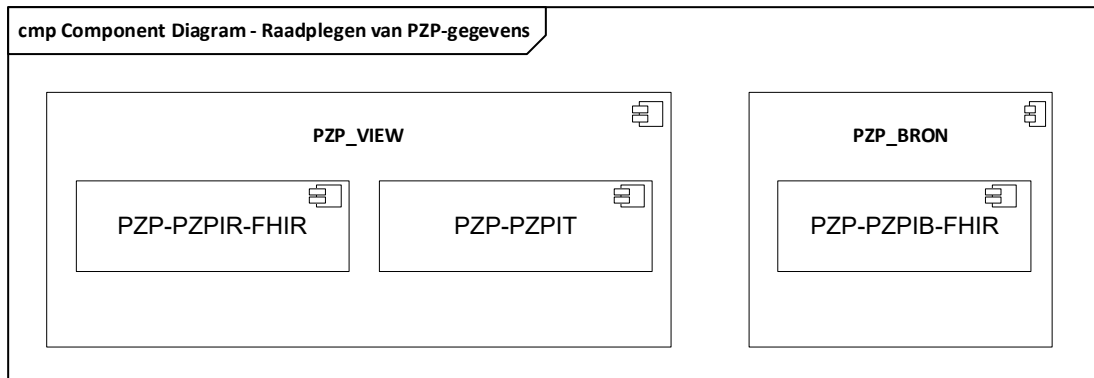 cmp Component Diagram - Raadplegen van PZP-gegevens
PZP_VIEW
PZP_BRON
PZP-PZPIR-FHIR
PZP-PZPIT
PZP-PZPIB-FHIR